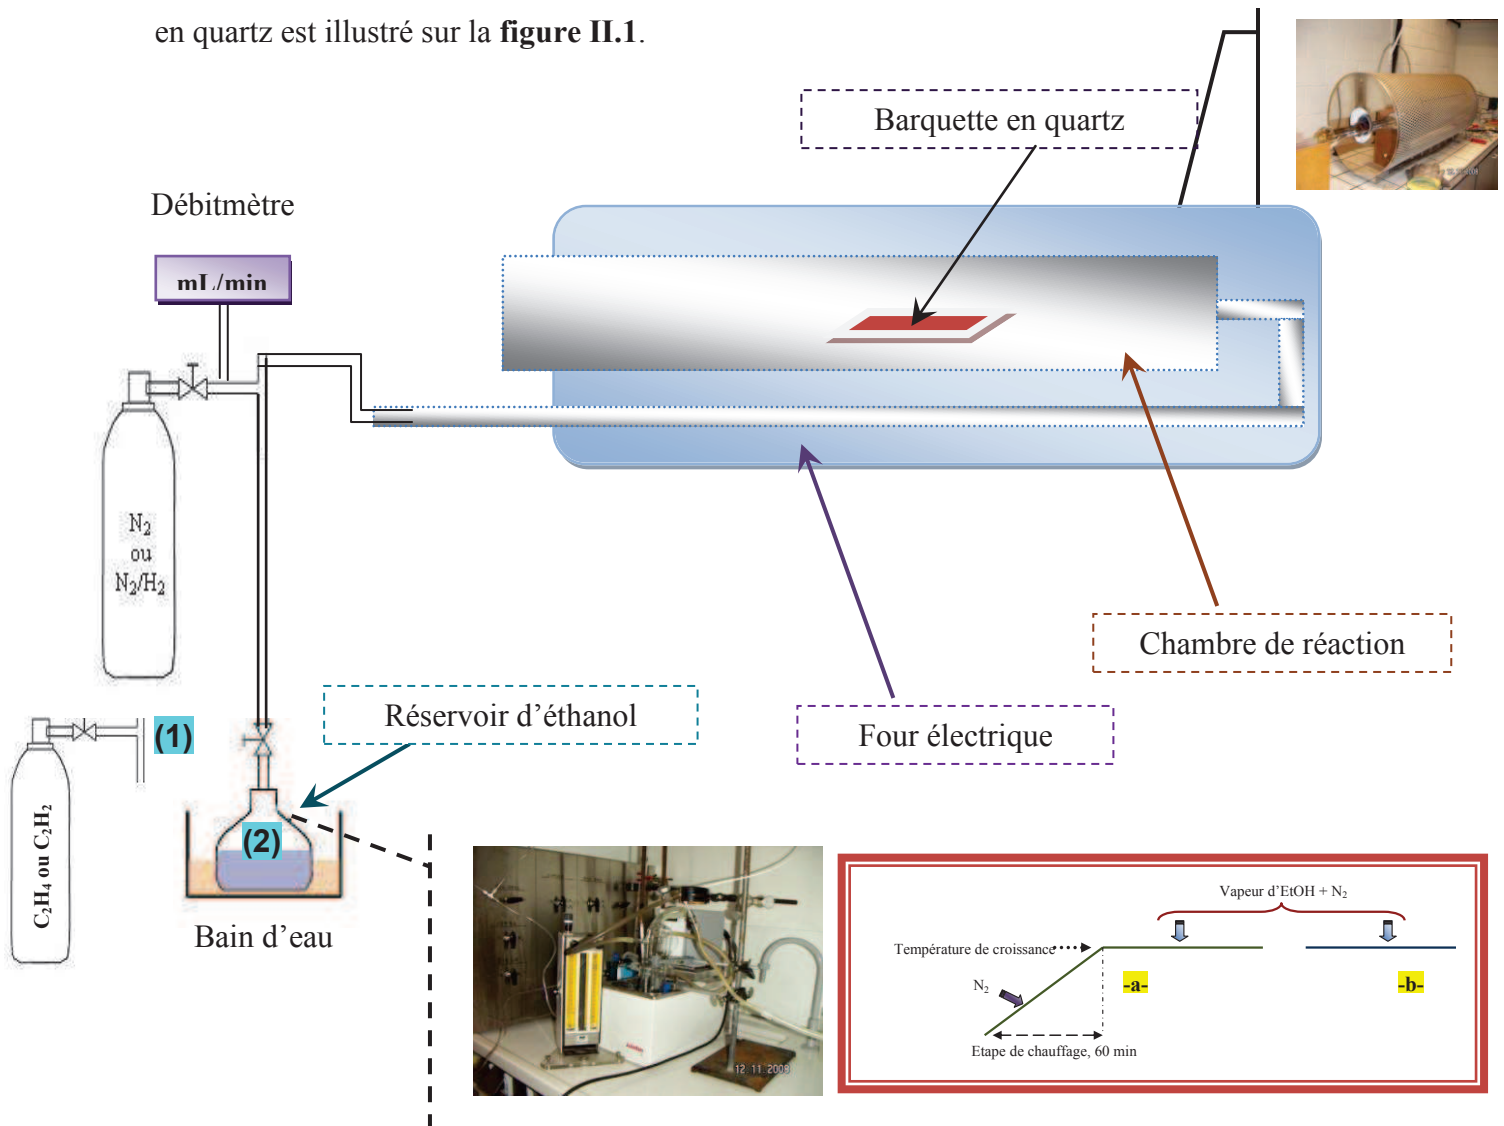 en quartz est illustré sur la figure II.1.
Barquette en quartz
Débitmètre
mL/min
N2
ou
N2/H2
Chambre de réaction
Réservoir d'éthanol
Four électrique
(1)
C2H4 ou C2H2
(2)
Bain d'eau
Vapeur d'EtOH + N2
Température de croissance
N2
-a-
-b-
Etape de chauffage, 60 min
12.11.2008